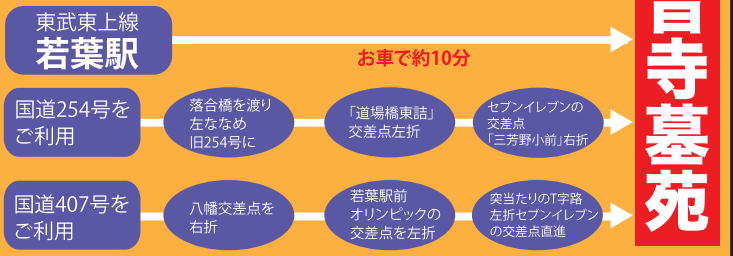 東武東上線
若葉駅
お車で約10分
国道254号を
ご利用
落合橋を渡り
左ななめ
旧254号に
「道場橋東詰」
交差点左折
セブンイレブンの
交差点
「三芳野小前」右折
国道407号を
ご利用
八幡交差点を
右折
若葉駅前
オリンピックの
交差点を左折
突当たりのT字路
左折セブンイレブン
の交差点直進
寺墓苑